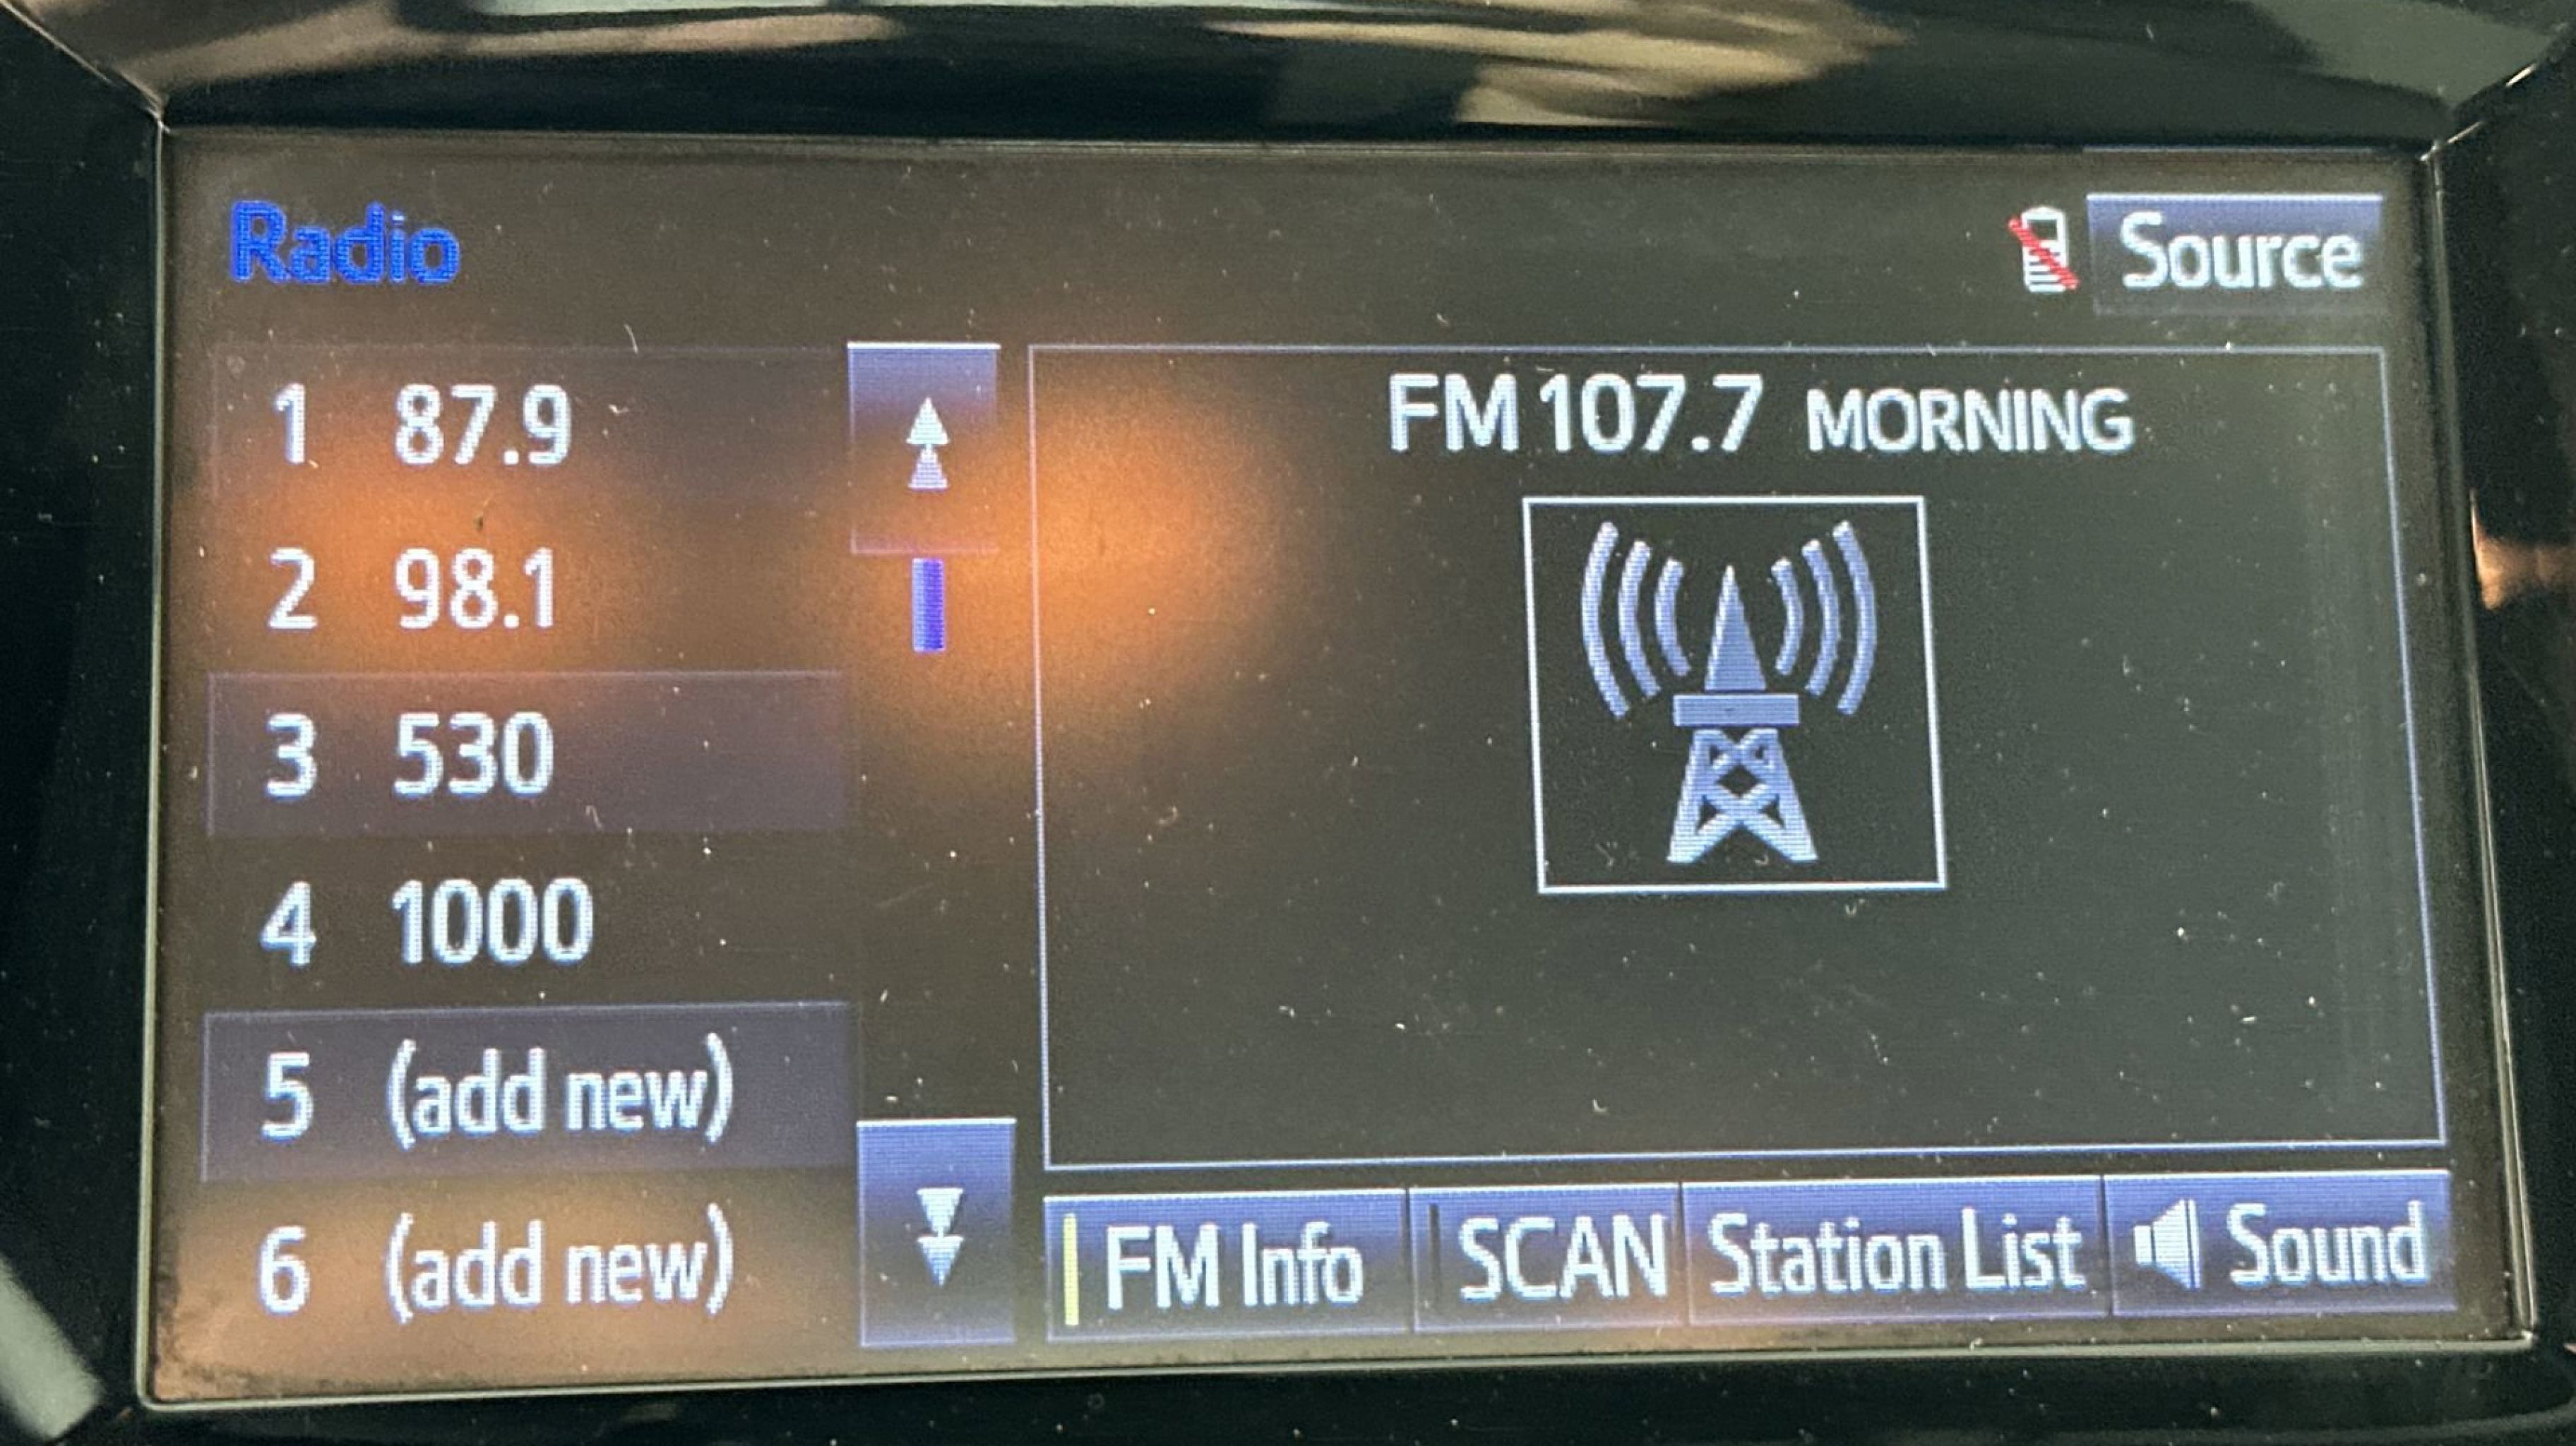 Radio
Source
1 87.9
2 98.1
3 530
4 1000
5 (add new)
6 (add new)
FM 107.7 MORNING
FM Info
SCAN
Station List
Sound